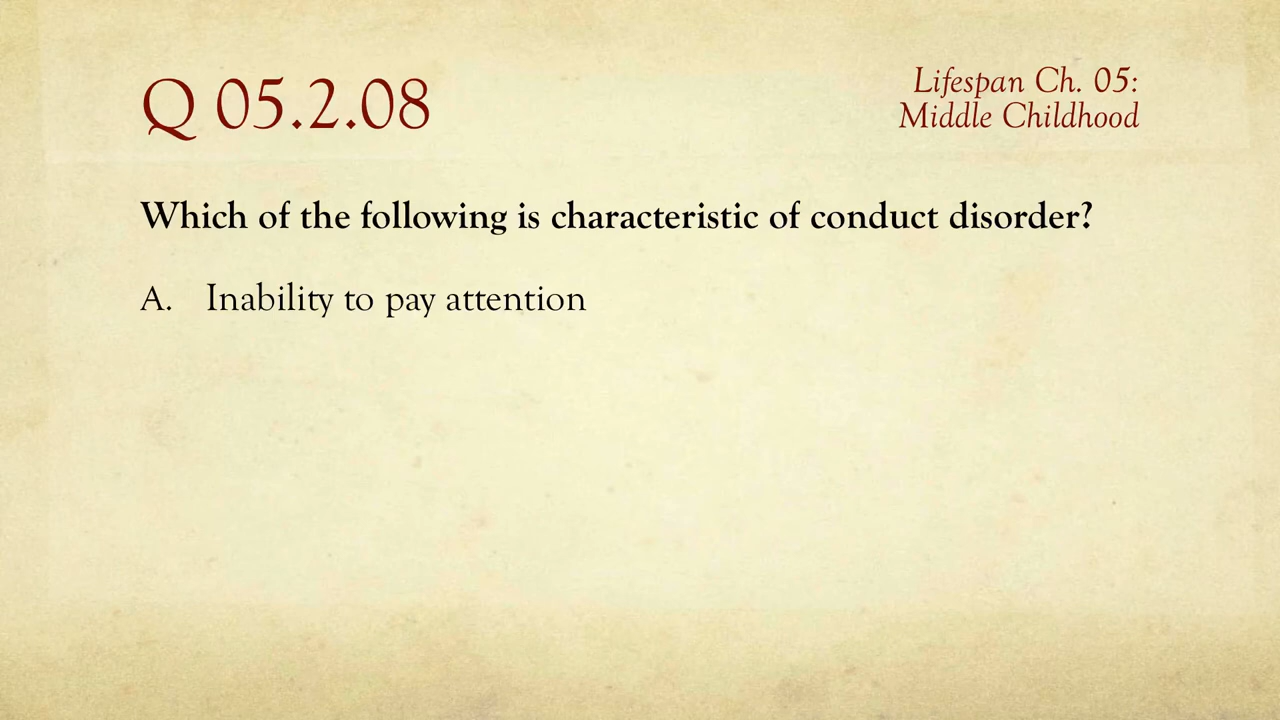 Q 05.2.08
Lifespan Ch. 05:
Middle Childhood
Which of the following is characteristic of conduct disorder?
A. Inability to pay attention